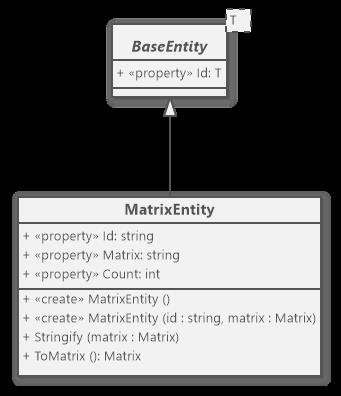 T
BaseEntity
+ «property» Id: T
MatrixEntity
+ «property» Id: string
+ «property» Matrix: string
+ «property» Count: int
+ «create» MatrixEntity ()
+ «create» MatrixEntity (id : string, matrix : Matrix)
+ Stringify (matrix : Matrix)
+ ToMatrix (): Matrix